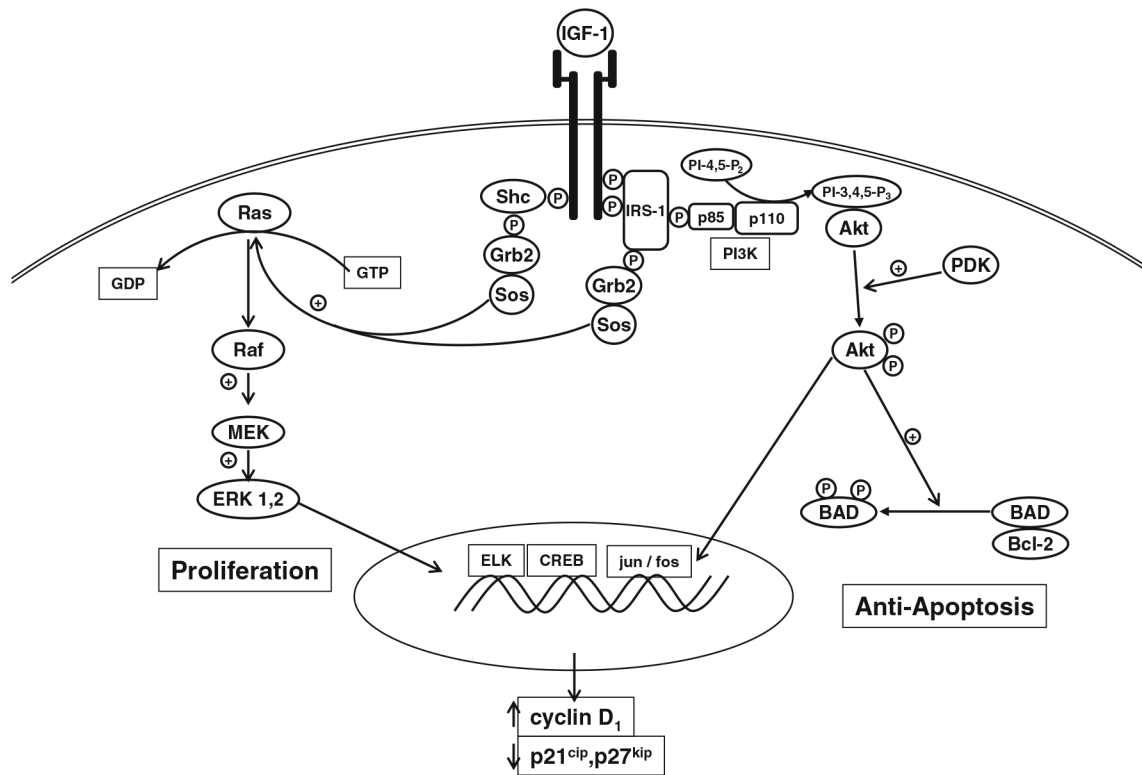 IGF-1
PI-4,5-P₂
PI-3,4,5-P₃
Shc
P
P
P
IRS-1
P
p85
p110
Akt
Ras
P
Grb2
PI3K
GDP
GTP
P
PDK
+
Sos
Grb2
+
Sos
Raf
Akt
P
P
+
MEK
+
+
ERK 1,2
P
P
BAD
BAD
Bcl-2
ELK
CREB
jun / fos
Proliferation
Anti-Apoptosis
cyclin D₁
p21ᶜⁱᵖ,p27ᵏⁱᵖ